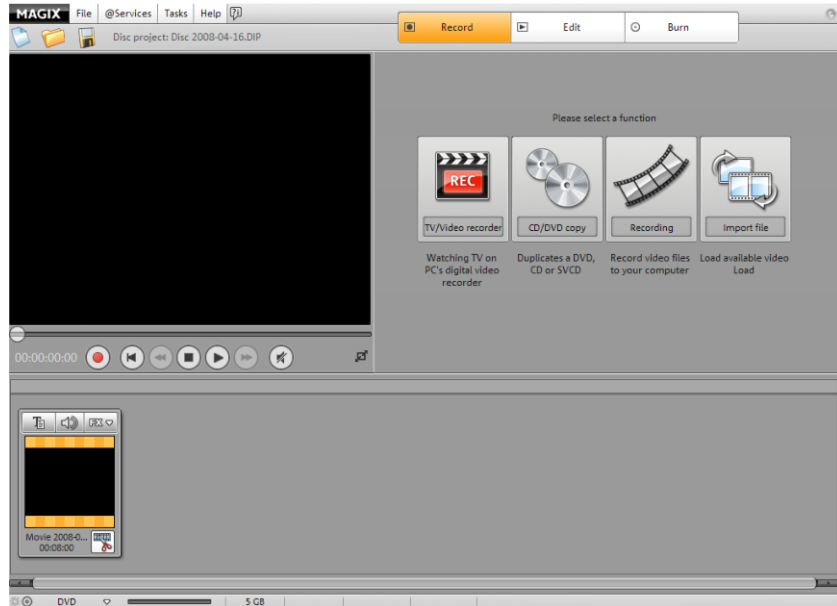 MAGIX File @Services Tasks Help
Disc project: Disc 2008-04-16.DIP
Record Edit Burn
Please select a function
REC
TV/Video recorder CD/DVD copy Recording Import file
Watching TV on PC's digital video recorder
Duplicates a DVD, CD or SVCD
Record video files to your computer
Load available video Load
00:00:00:00
FX
Movie 2008-0...
00:08:00
DVD 5 GB